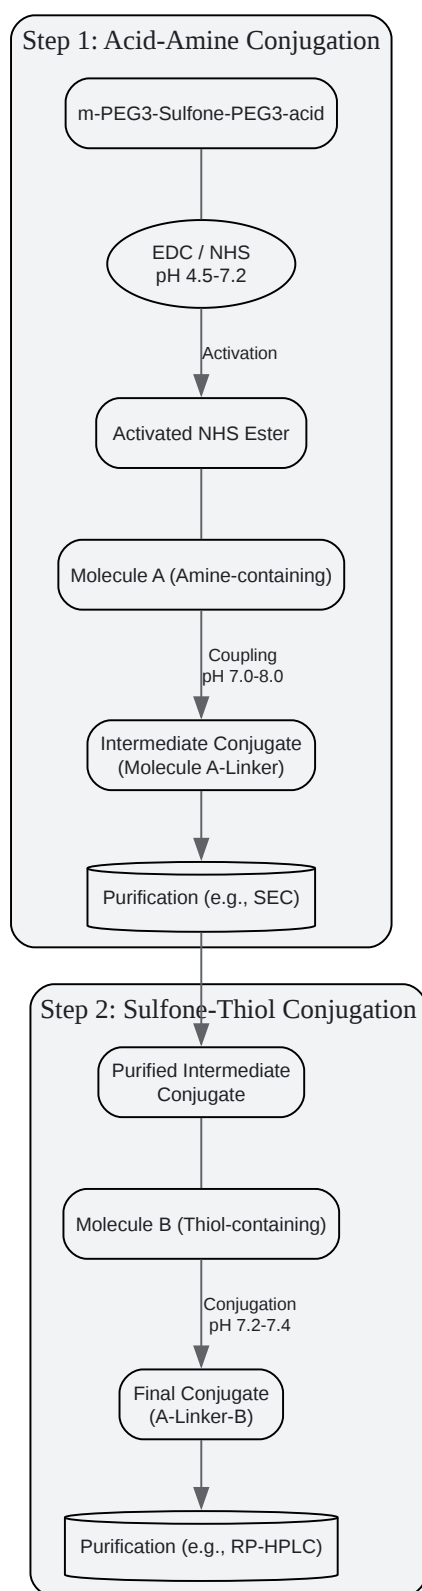 Step 1: Acid-Amine Conjugation
m-PEG3-Sulfone-PEG3-acid
EDC / NHS
pH 4.5-7.2
Activation
Activated NHS Ester
Molecule A (Amine-containing)
Coupling
pH 7.0-8.0
Intermediate Conjugate
(Molecule A-Linker)
Purification (e.g., SEC)
Step 2: Sulfone-Thiol Conjugation
Purified Intermediate
Conjugate
Molecule B (Thiol-containing)
Conjugation
pH 7.2-7.4
Final Conjugate
(A-Linker-B)
Purification (e.g., RP-HPLC)